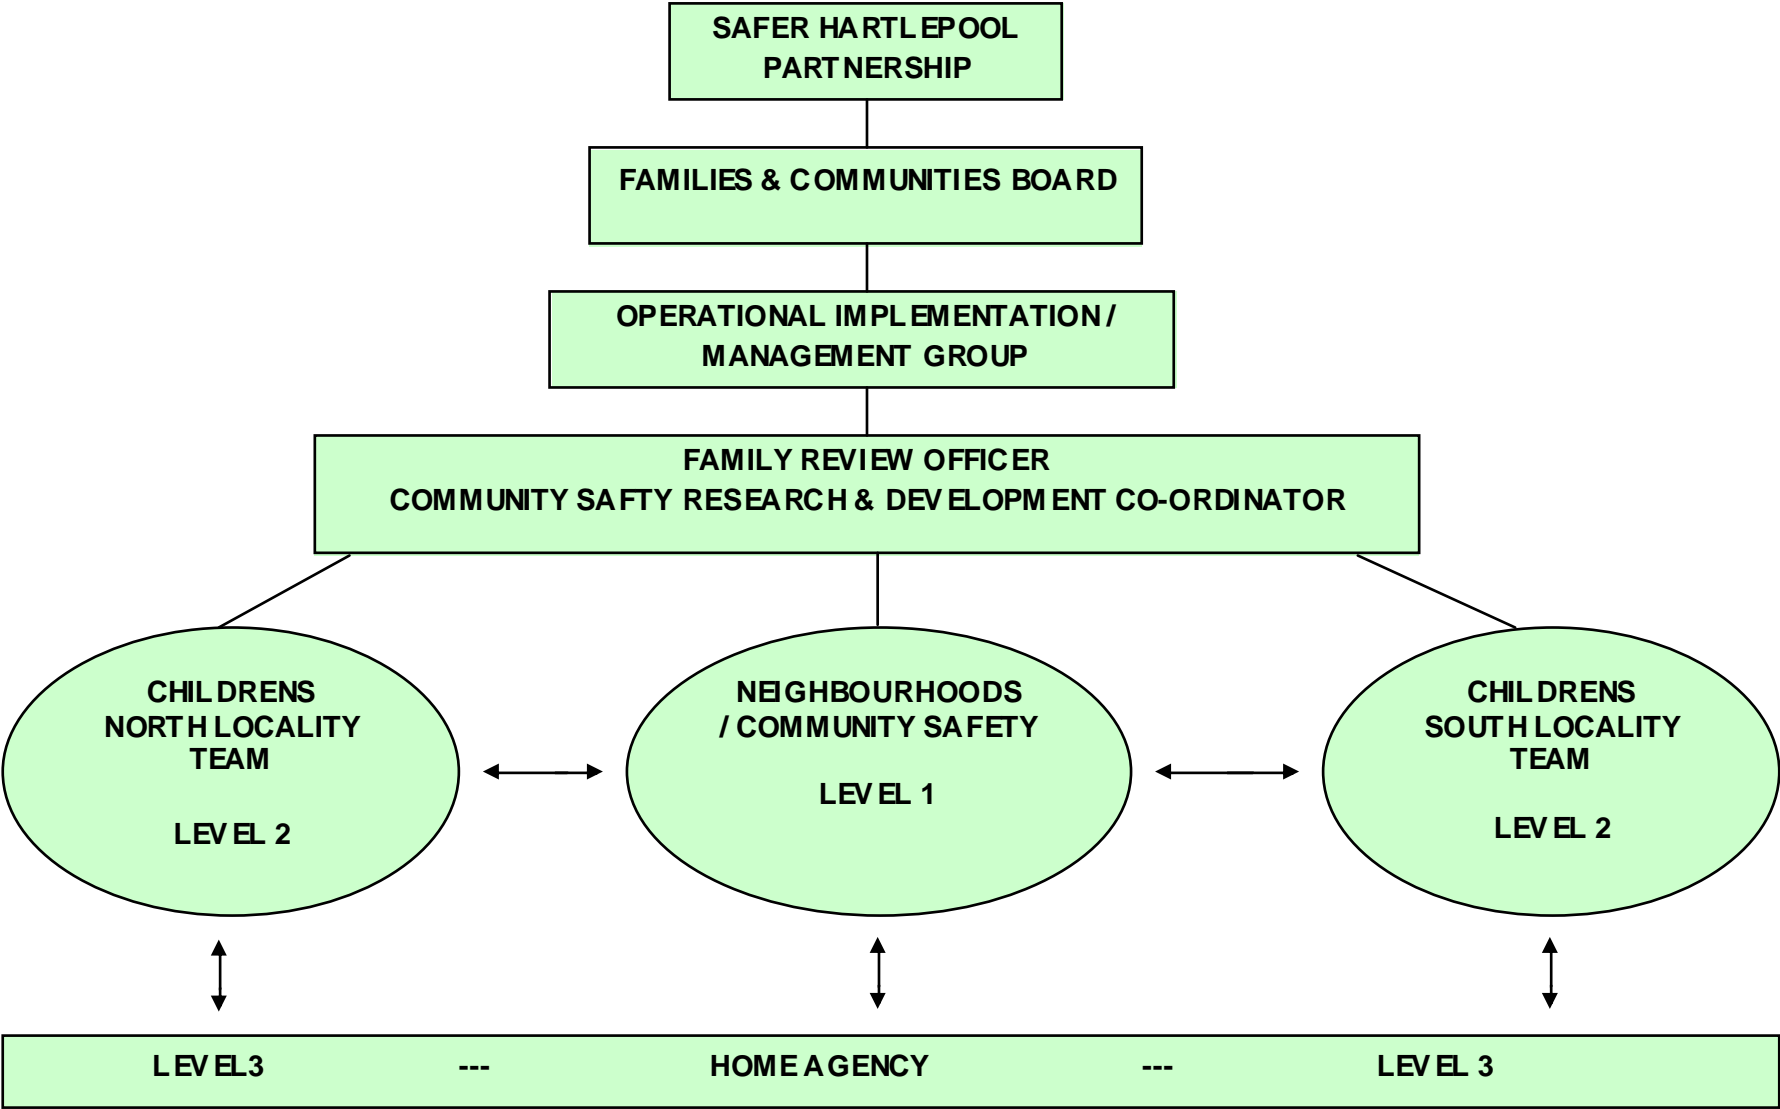 SAFER HARTLEPOOL
PARTNERSHIP
FAMILIES & COMMUNITIES BOARD
OPERATIONAL IMPLEMENTATION /
MANAGEMENT GROUP
FAMILY REVIEW OFFICER
COMMUNITY SAFTY RESEARCH & DEVELOPMENT CO-ORDINATOR
CHILDRENS
NORTH LOCALITY
TEAM
LEVEL 2
NEIGHBOURHOODS
/ COMMUNITY SAFETY
LEVEL 1
CHILDRENS
SOUTH LOCALITY
TEAM
LEVEL 2
LEVEL3 --- HOME AGENCY --- LEVEL 3